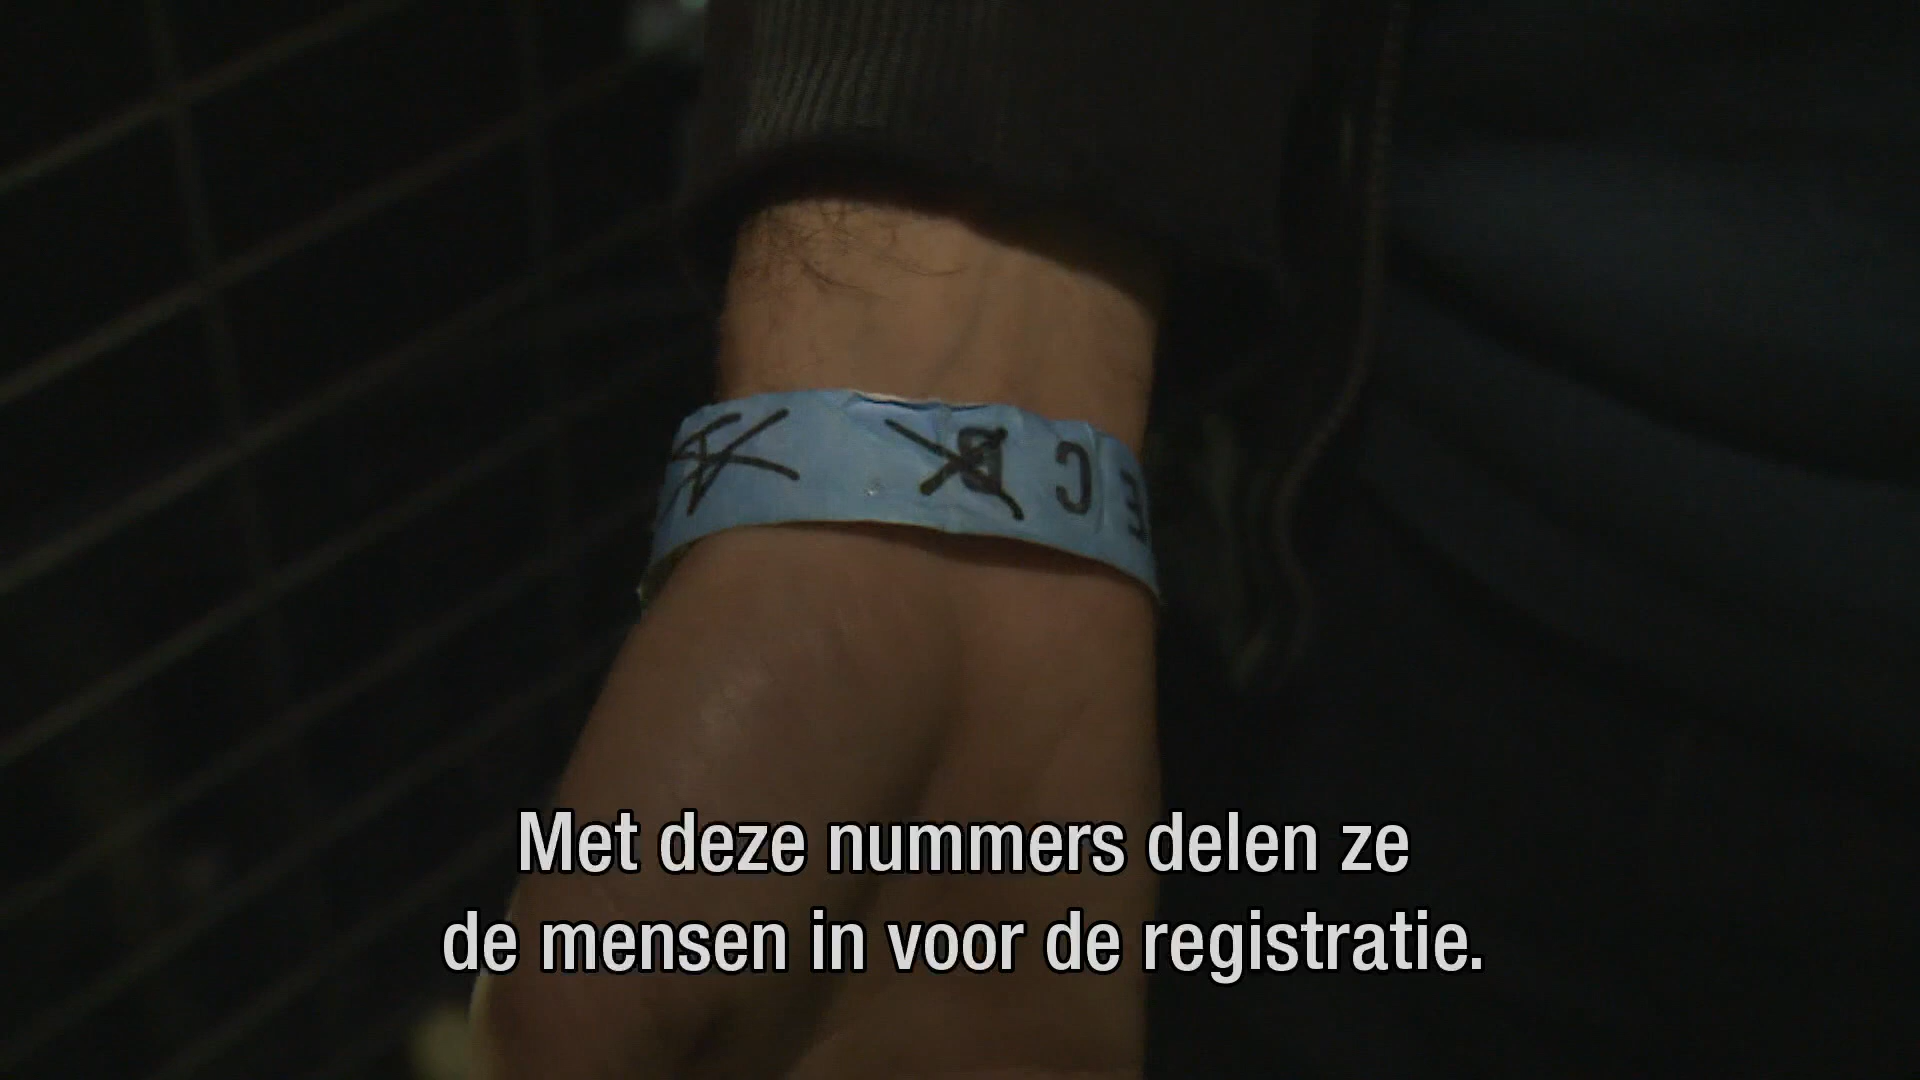 B C E
Met deze nummers delen ze
de mensen in voor de registratie.